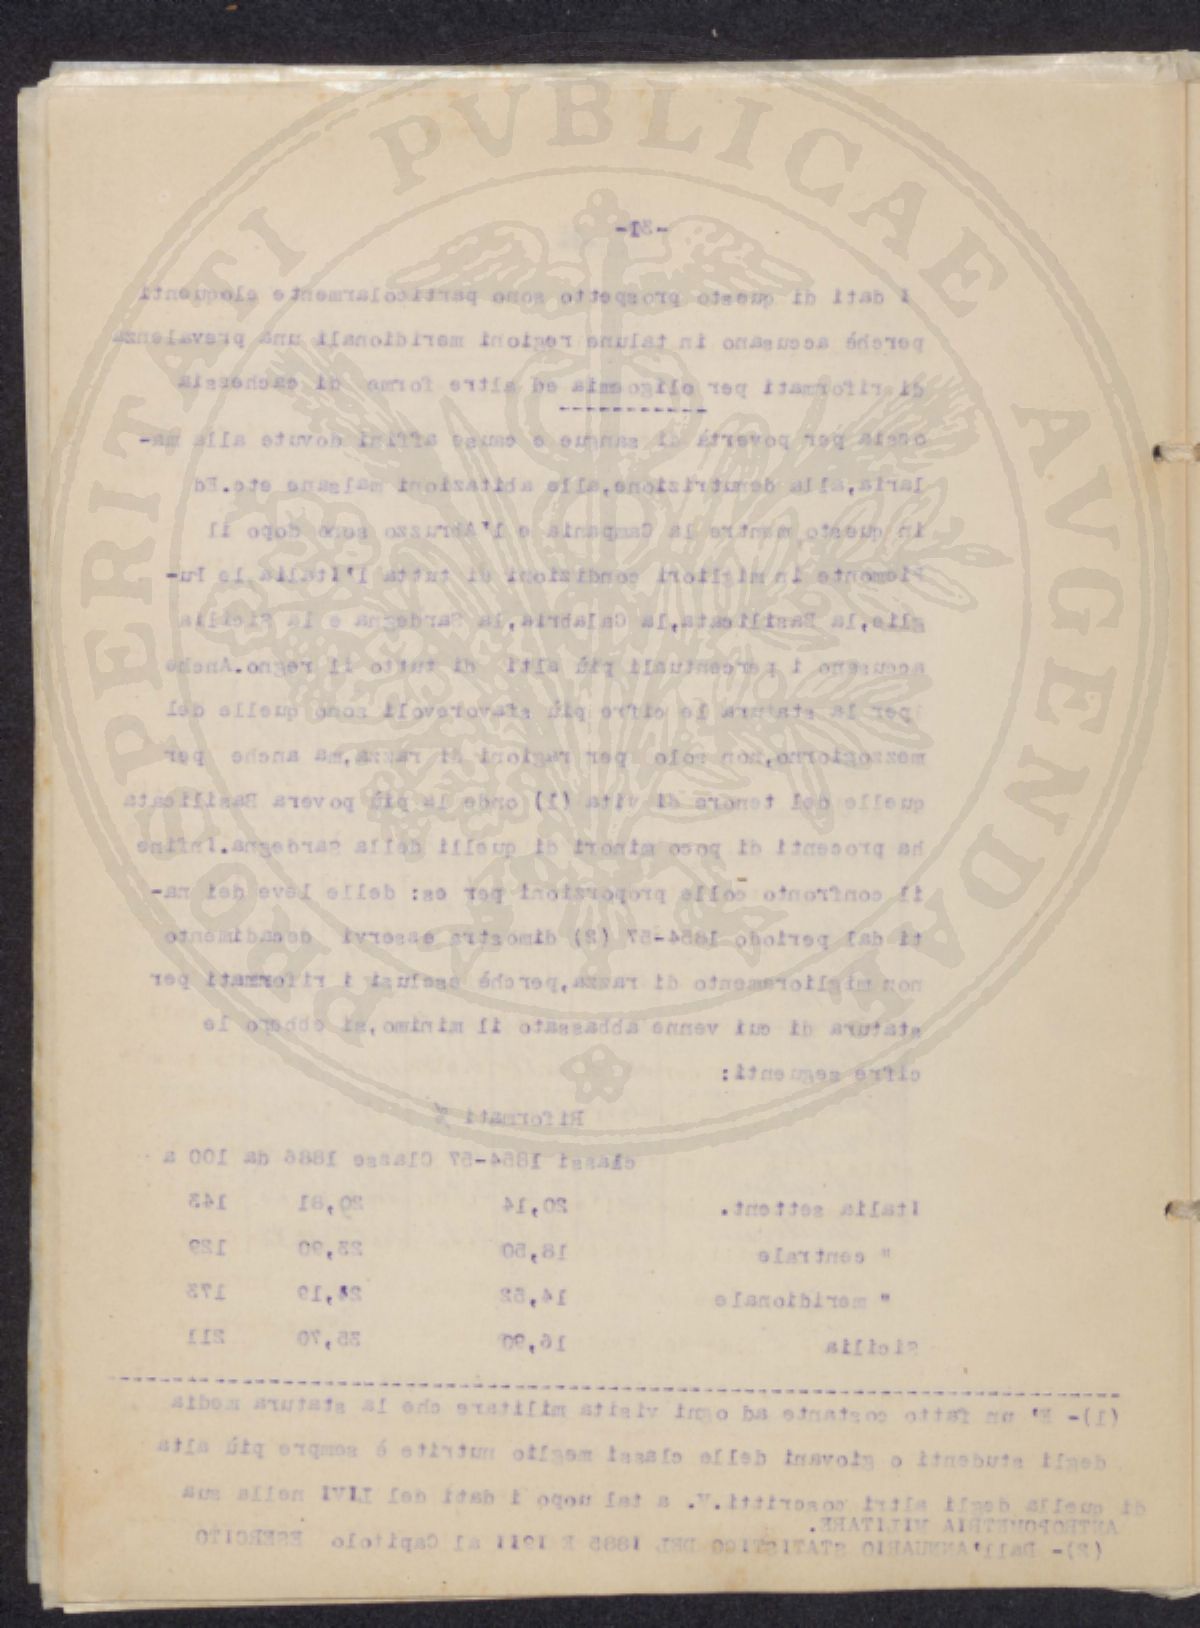 PROSPERITATI PVBLICAE AVGENDAE
-31-
I dati di questo prospetto sono particolarmente eloquenti
perchè accusano in talune regioni meridionali una prevalenza
di riformati per oligoemia ed altre forme di cachessia
ossia per povertà di sangue e cause affini dovute alla ma-
laria,alla denutrizione,alle abitazioni malsane etc.Ed
in questo mentre la Campania e l'Abruzzo sono dopo il
Piemonte in migliori condizioni di tutta l'Italia le Pu-
glie,la Basilicata,la Calabria,la Sardegna e la Sicilia
accusano i percentuali più alti di tutto il regno.Anche
per la statura le cifre più sfavorevoli sono quelle del
mezzogiorno,non solo per ragioni di razza,ma anche per
quelle del tenore di vita (1) onde la più povera Basilicata
ha procenti di poco minori di quelli della Sardegna.Infine
il confronto colle proporzioni per es: delle leve dei na-
ti dal periodo 1854-57 (2) dimostra esservi decadimento
non miglioramento di razza,perchè esclusi i riformati per
statura di cui venne abbassato il minimo,si ebbero le
cifre seguenti:
Riformati %
classi 1854-57 Classe 1886 da 100 a
Italia settent. 20,14 29,81 143
" centrale 18,50 23,90 129
" meridionale 14,52 24,19 173
Sicilia 16,90 35,70 211
(1)- E' un fatto costante ad ogni visita militare che la statura media
degli studenti o giovani delle classi meglio nutrite è sempre più alta
di quella degli altri coscritti.V. a tal uopo i dati del LIVI nella sua
ANTROPOMETRIA MILITARE.
(2)- Dall'ANNUARIO STATISTICO DEL 1885 E 1911 al Capitolo ESERCITO